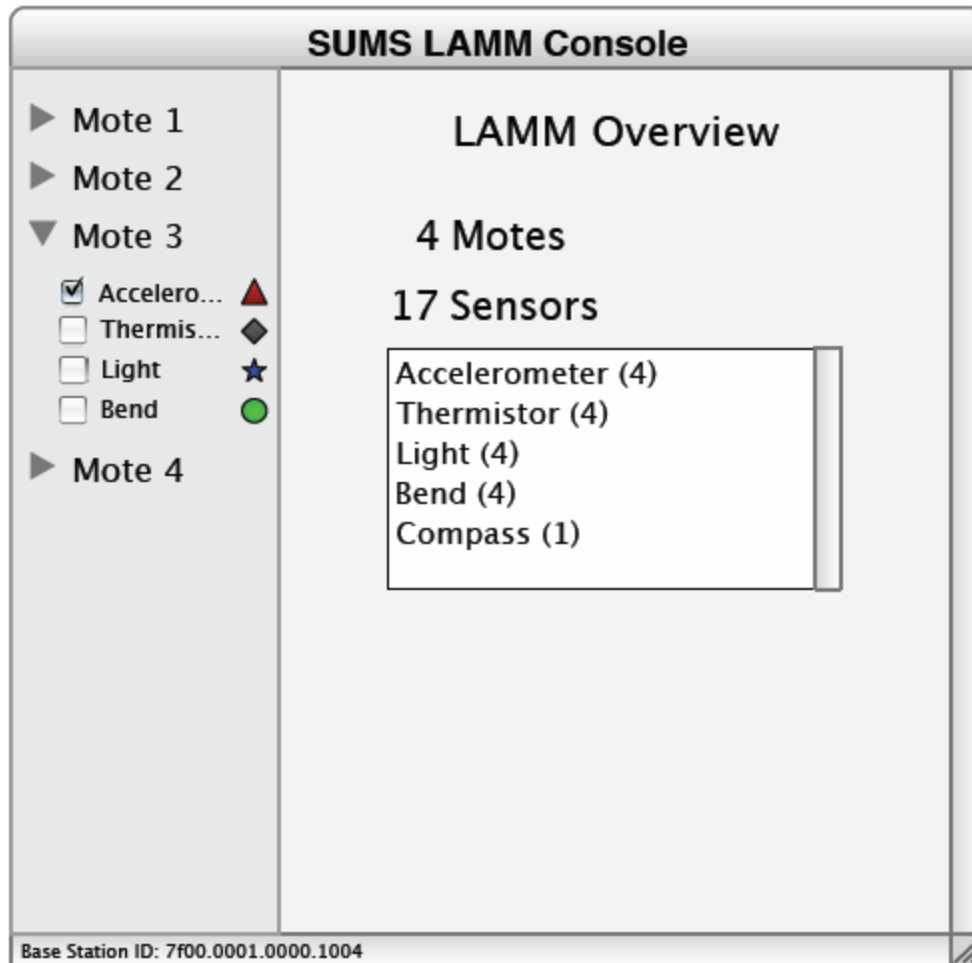 SUMS LAMM Console
Mote 1
Mote 2
Mote 3
Accelero...
Thermis...
Light
Bend
Mote 4
LAMM Overview
4 Motes
17 Sensors
Accelerometer (4)
Thermistor (4)
Light (4)
Bend (4)
Compass (1)
Base Station ID: 7f00.0001.0000.1004